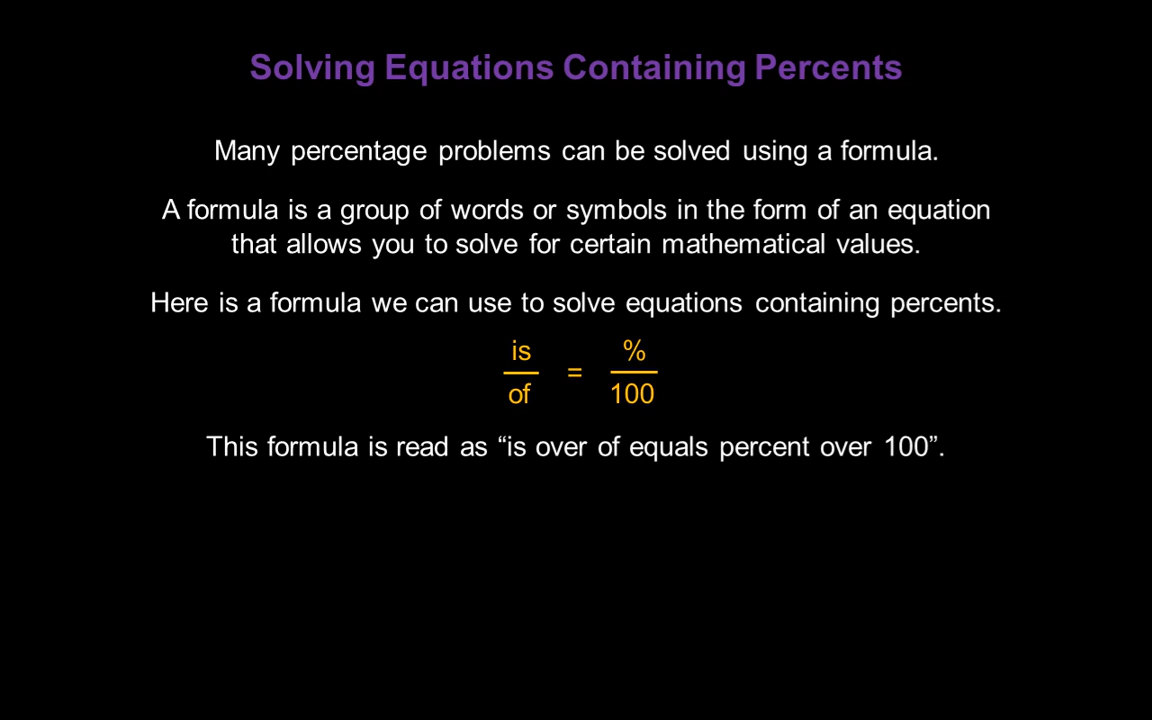 Solving Equations Containing Percents
Many percentage problems can be solved using a formula.
A formula is a group of words or symbols in the form of an equation
that allows you to solve for certain mathematical values.
Here is a formula we can use to solve equations containing percents.
is
of
=
%
100
This formula is read as “is over of equals percent over 100”.